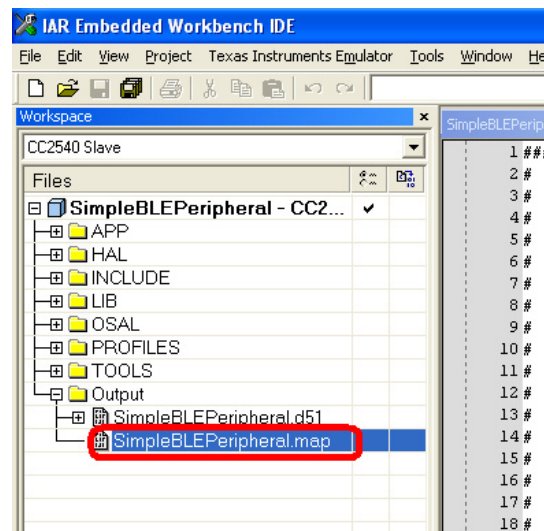 IAR Embedded Workbench IDE
File Edit View Project Texas Instruments Emulator Tools Window He
Workspace
CC2540 Slave
Files
SimpleBLEPeripheral - CC2...
APP
HAL
INCLUDE
LIB
OSAL
PROFILES
TOOLS
Output
SimpleBLEPeripheral.d51
SimpleBLEPeripheral.map
SimpleBLEPerip
1 ##
2 #
3 #
4 #
5 #
6 #
7 #
8 #
9 #
10 #
11 #
12 #
13 #
14 #
15 #
16 #
17 #
18 #